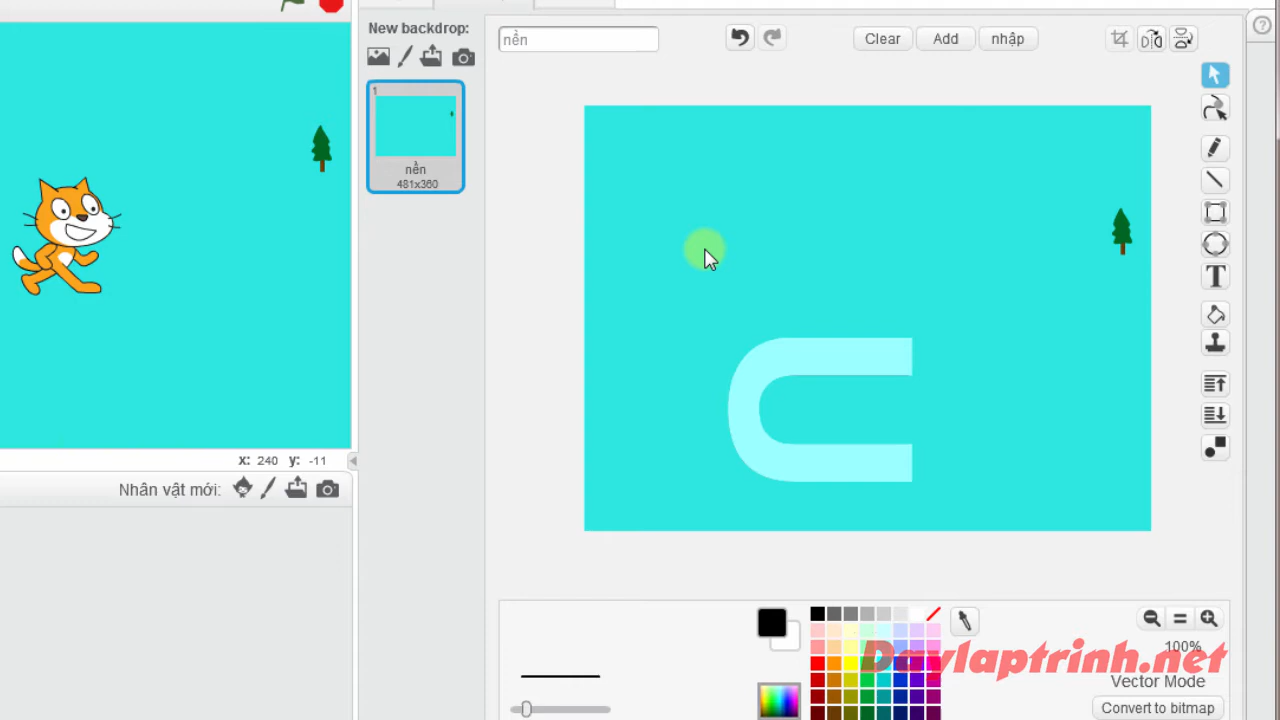 New backdrop:
1
nền
481x360
nền
Clear
Add
nhập
T
x: 240 y: -11
Nhân vật mới:
100%
Daylaptrinh.net
Vector Mode
Convert to bitmap